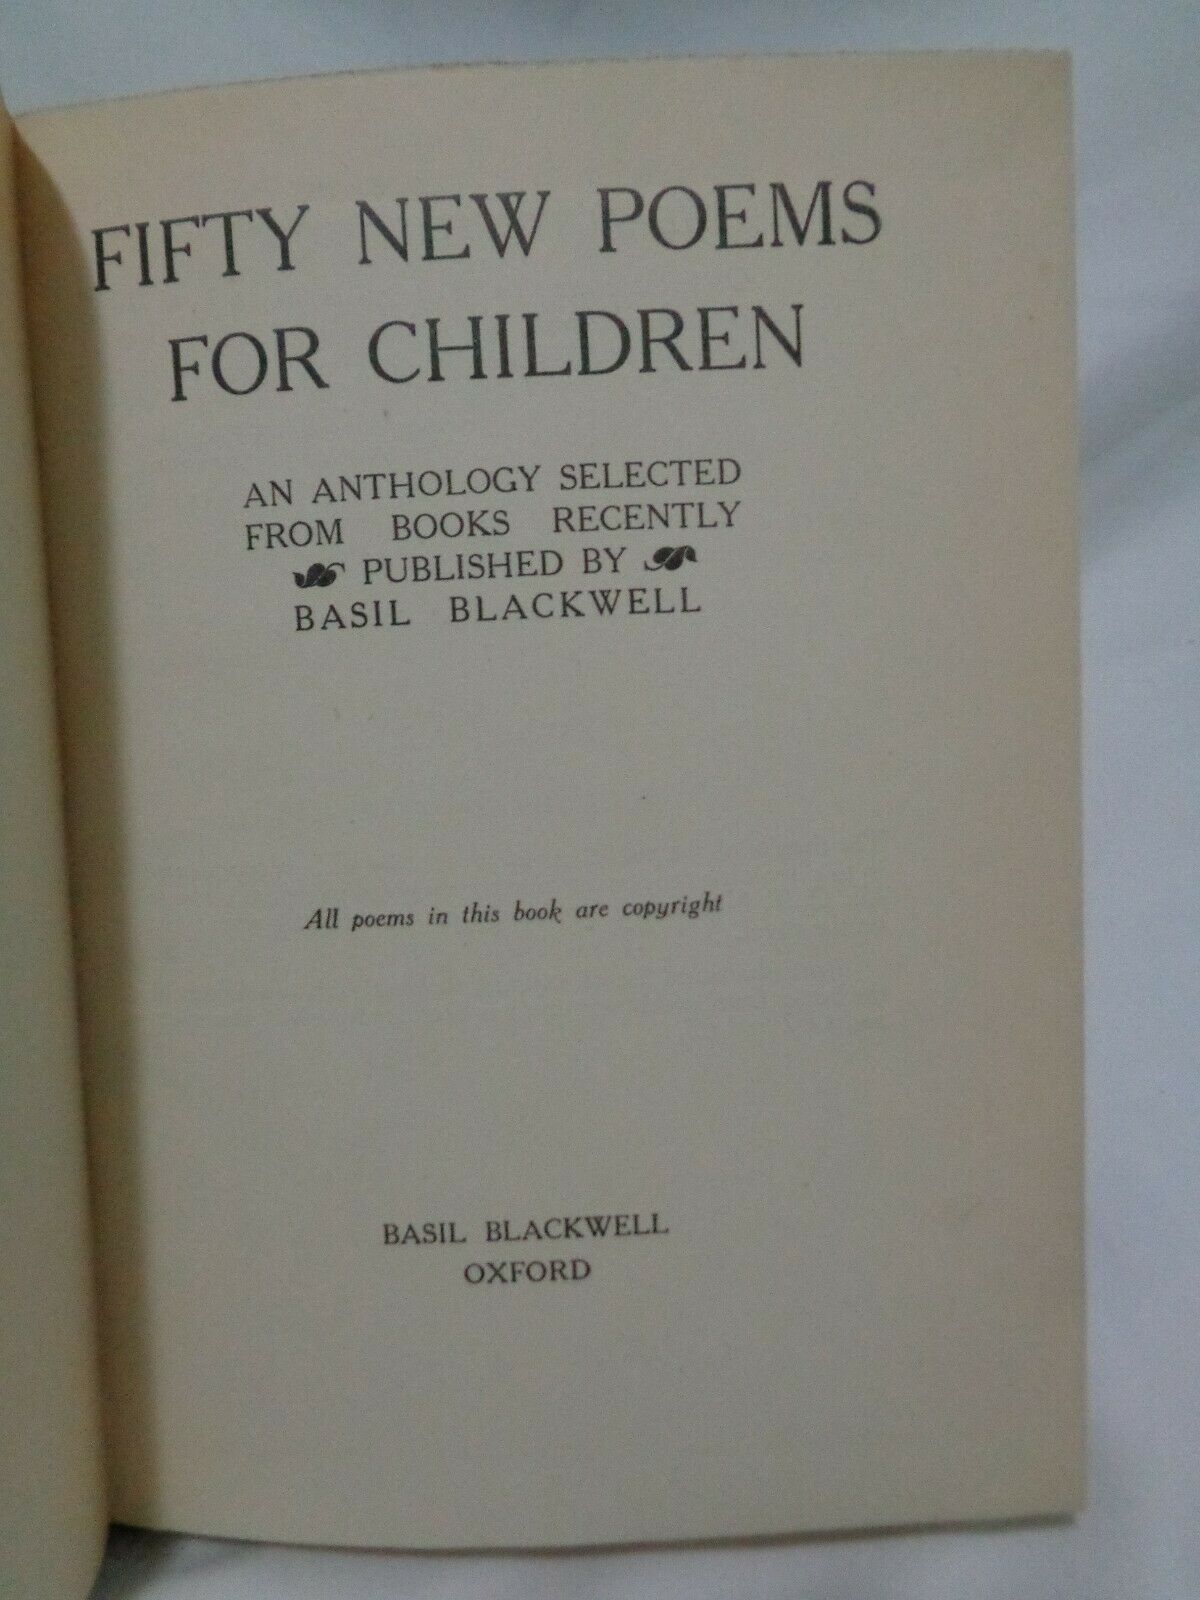 FIFTY NEW POEMS
FOR CHILDREN
AN ANTHOLOGY SELECTED
FROM BOOKS RECENTLY
PUBLISHED BY
BASIL BLACKWELL
All poems in this book are copyright
BASIL BLACKWELL
OXFORD